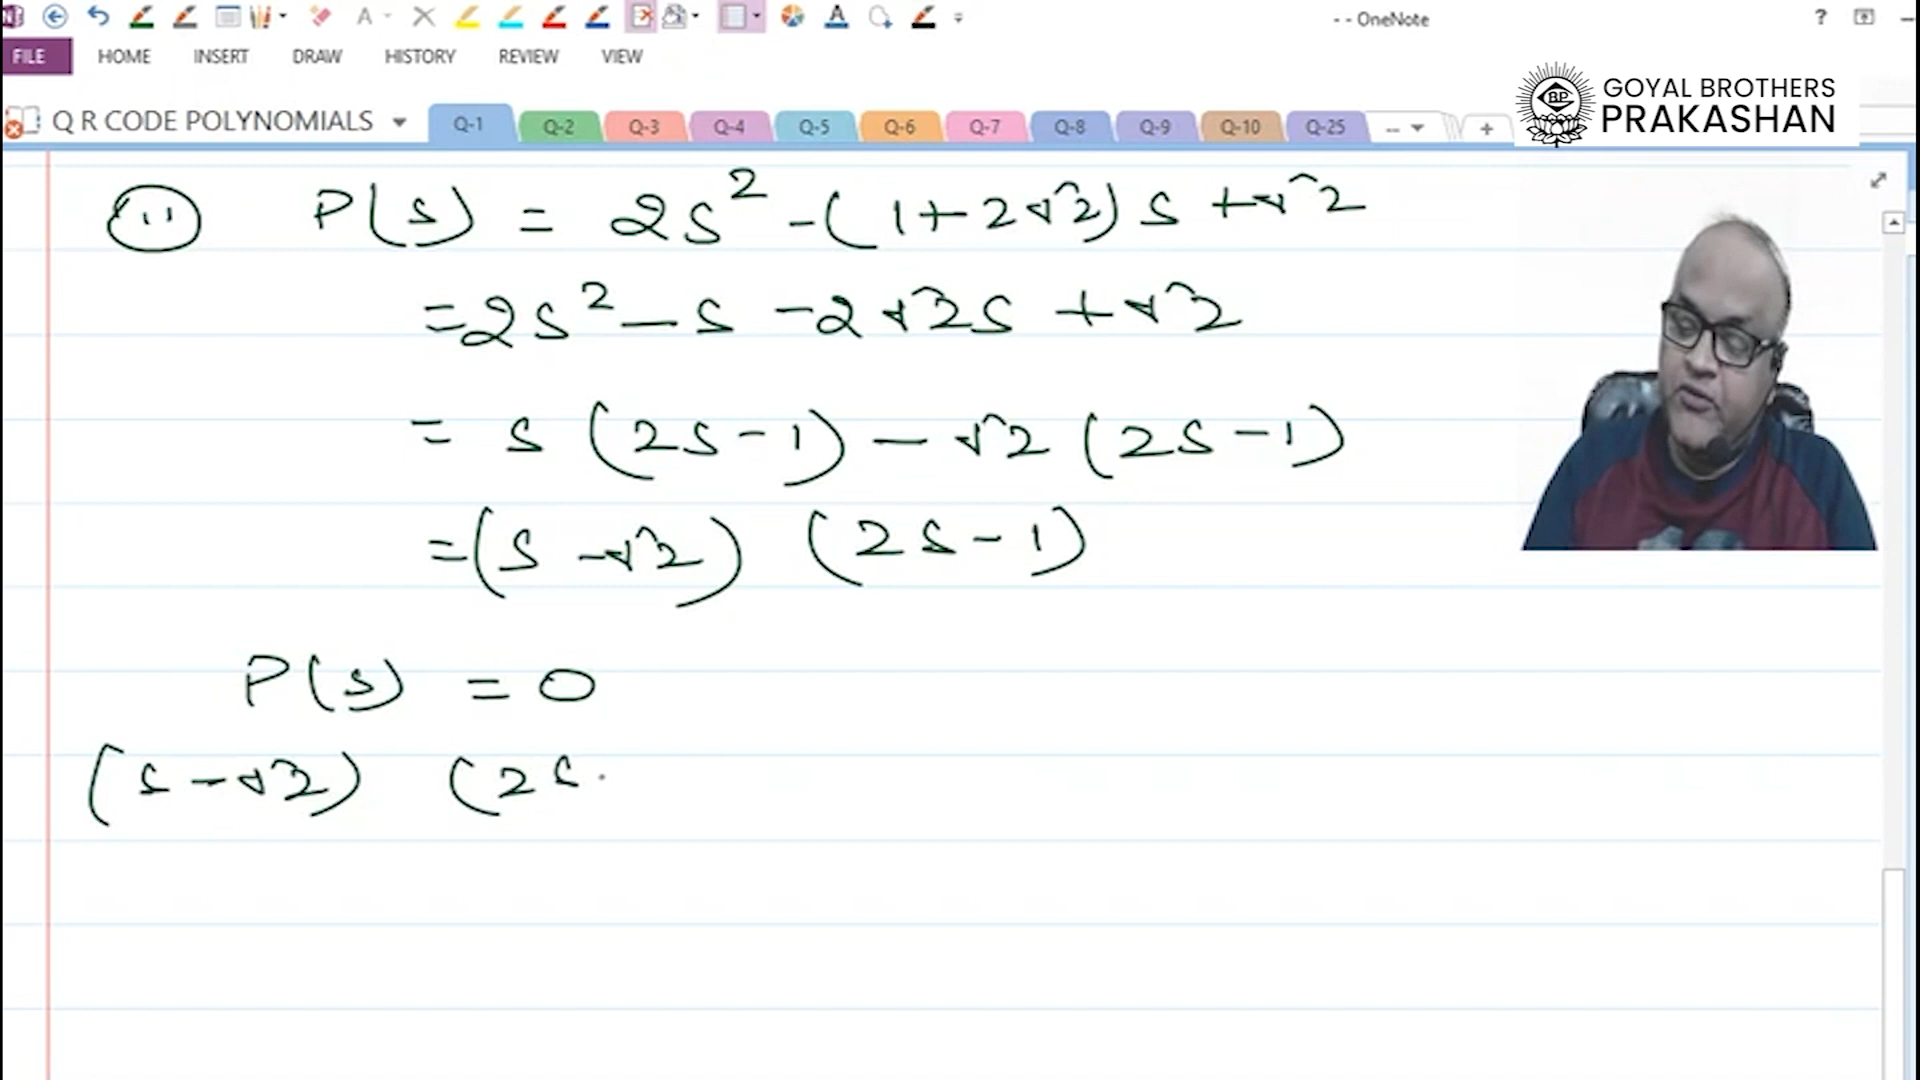 -- OneNote
?
FILE HOME INSERT DRAW HISTORY REVIEW VIEW
GOYAL BROTHERS
PRAKASHAN
Q R CODE POLYNOMIALS Q-1 Q-2 Q-3 Q-4 Q-5 Q-6 Q-7 Q-8 Q-9 Q-10 Q-25 -- +
(ii) P(s) = 2s² - (1+2√2)s + √2
= 2s² - s - 2√2s + √2
= s (2s - 1) - √2 (2s - 1)
= (s - √2) (2s - 1)
P(s) = 0
(s - √2) (2s